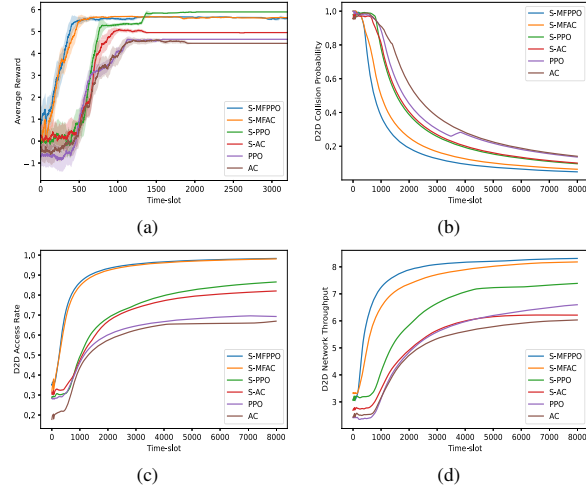 6
5
4
3
2
1
0
−1
Average Reward
0
500
1000
1500
2000
2500
3000
Time-slot
S-MFPPO
S-MFAC
S-PPO
S-AC
PPO
AC
(a)
1,0
0,8
0,6
0,4
0,2
D2D Collision Probability
0
1000
2000
3000
4000
5000
6000
7000
8000
Time-slot
S-MFPPO
S-MFAC
S-PPO
S-AC
PPO
AC
(b)
1,0
0,9
0,8
0,7
0,6
0,5
0,4
0,3
0,2
D2D Access Rate
0
1000
2000
3000
4000
5000
6000
7000
8000
Time-slot
S-MFPPO
S-MFAC
S-PPO
S-AC
PPO
AC
(c)
8
7
6
5
4
3
D2D Network Throughput
0
1000
2000
3000
4000
5000
6000
7000
8000
Time-slot
S-MFPPO
S-MFAC
S-PPO
S-AC
PPO
AC
(d)